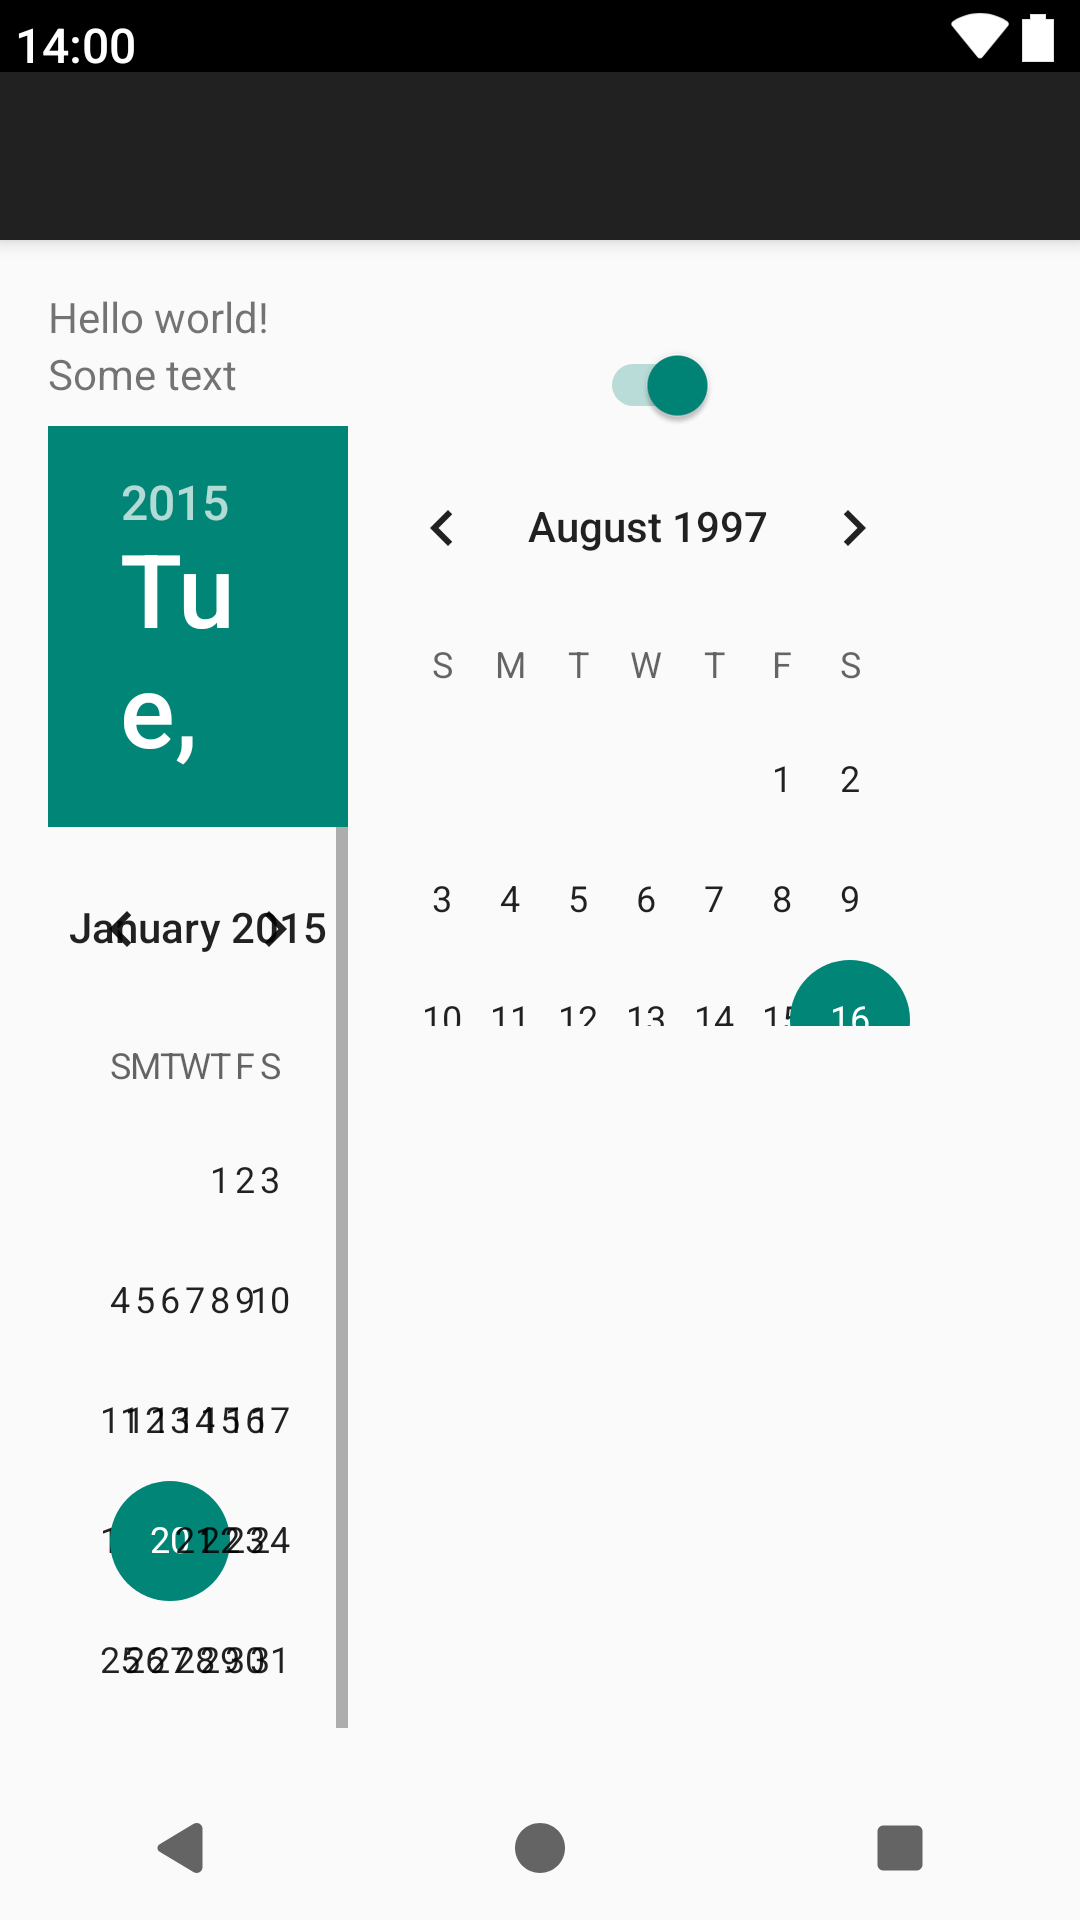 14:00
Hello world!
Some text
2015
Tu
e,
January 2015
S M T W T F S
1 2 3
4 5 6 7 8 9 10
11 12 13 14 15 16 17
20 21 22 23 24
25 26 27 28 29 30 31
August 1997
S M T W T F S
1 2
3 4 5 6 7 8 9
10 11 12 13 14 15 16